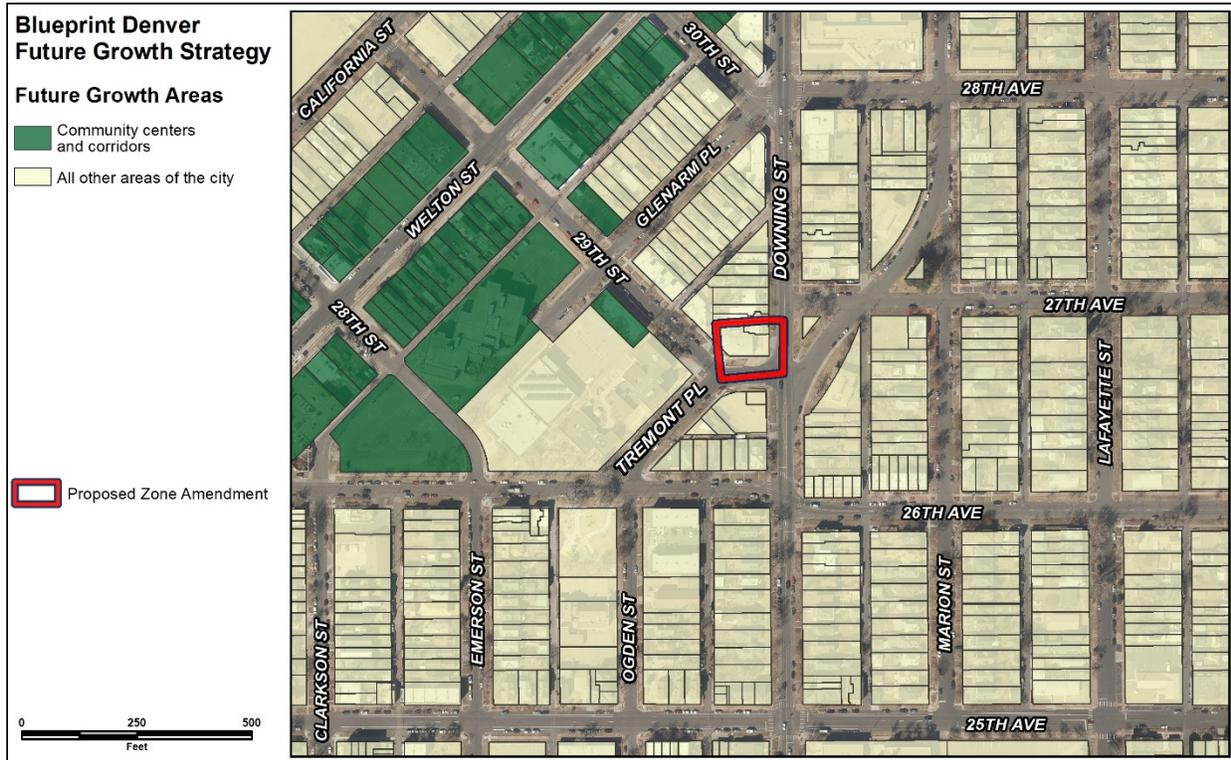 Blueprint Denver
Future Growth Strategy
Future Growth Areas
Community centers
and corridors
All other areas of the city
Proposed Zone Amendment
0 250 500
Feet
CALIFORNIA ST
30TH ST
28TH AVE
WELTON ST
GLENARM PL
DOWNING ST
29TH ST
28TH ST
27TH AVE
TREMONT PL
LAFAYETTE ST
26TH AVE
CLARKSON ST
EMERSON ST
OGDEN ST
MARION ST
25TH AVE